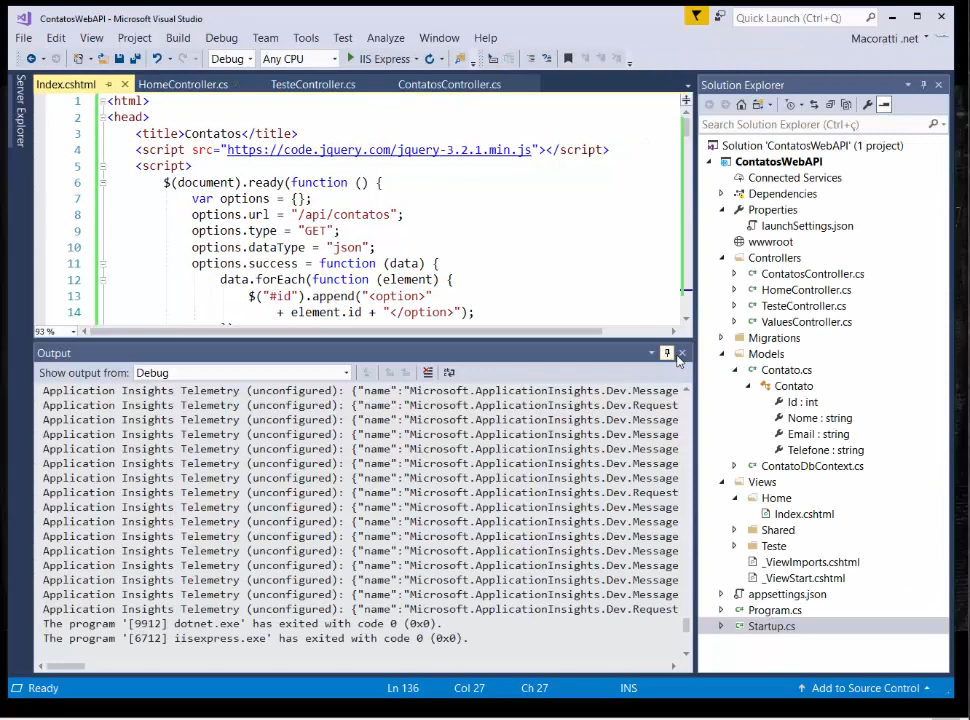 ContatosWebAPI - Microsoft Visual Studio
Quick Launch (Ctrl+Q)
File Edit View Project Build Debug Team Tools Test Analyze Window Help
Macoratti .net
Debug Any CPU IIS Express
Server Explorer
Index.cshtml HomeController.cs TesteController.cs ContatosController.cs
1 <html>
2 <head>
3 <title>Contatos</title>
4 <script src="https://code.jquery.com/jquery-3.2.1.min.js"></script>
5 <script>
6 $(document).ready(function () {
7 var options = {};
8 options.url = "/api/contatos";
9 options.type = "GET";
10 options.dataType = "json";
11 options.success = function (data) {
12 data.forEach(function (element) {
13 $("#id").append("<option>"
14 + element.id + "</option>");
93 %
Output
Show output from: Debug
Application Insights Telemetry (unconfigured): {"name":"Microsoft.ApplicationInsights.Dev.Message
Application Insights Telemetry (unconfigured): {"name":"Microsoft.ApplicationInsights.Dev.Request
Application Insights Telemetry (unconfigured): {"name":"Microsoft.ApplicationInsights.Dev.Message
Application Insights Telemetry (unconfigured): {"name":"Microsoft.ApplicationInsights.Dev.Message
Application Insights Telemetry (unconfigured): {"name":"Microsoft.ApplicationInsights.Dev.Message
Application Insights Telemetry (unconfigured): {"name":"Microsoft.ApplicationInsights.Dev.Message
Application Insights Telemetry (unconfigured): {"name":"Microsoft.ApplicationInsights.Dev.Message
Application Insights Telemetry (unconfigured): {"name":"Microsoft.ApplicationInsights.Dev.Request
Application Insights Telemetry (unconfigured): {"name":"Microsoft.ApplicationInsights.Dev.Message
Application Insights Telemetry (unconfigured): {"name":"Microsoft.ApplicationInsights.Dev.Message
Application Insights Telemetry (unconfigured): {"name":"Microsoft.ApplicationInsights.Dev.Message
Application Insights Telemetry (unconfigured): {"name":"Microsoft.ApplicationInsights.Dev.Message
Application Insights Telemetry (unconfigured): {"name":"Microsoft.ApplicationInsights.Dev.Message
Application Insights Telemetry (unconfigured): {"name":"Microsoft.ApplicationInsights.Dev.Message
Application Insights Telemetry (unconfigured): {"name":"Microsoft.ApplicationInsights.Dev.Message
Application Insights Telemetry (unconfigured): {"name":"Microsoft.ApplicationInsights.Dev.Request
The program '[9912] dotnet.exe' has exited with code 0 (0x0).
The program '[6712] iisexpress.exe' has exited with code 0 (0x0).
Solution Explorer
Search Solution Explorer (Ctrl+ç)
Solution 'ContatosWebAPI' (1 project)
ContatosWebAPI
Connected Services
Dependencies
Properties
launchSettings.json
wwwroot
Controllers
ContatosController.cs
HomeController.cs
TesteController.cs
ValuesController.cs
Migrations
Models
Contato.cs
Contato
Id : int
Nome : string
Email : string
Telefone : string
ContatoDbContext.cs
Views
Home
Index.cshtml
Shared
Teste
_ViewImports.cshtml
_ViewStart.cshtml
appsettings.json
Program.cs
Startup.cs
Ready Ln 136 Col 27 Ch 27 INS Add to Source Control